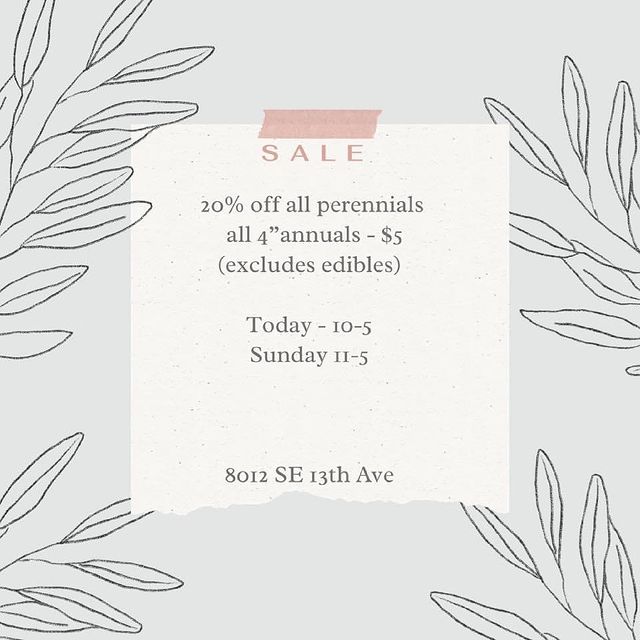 SALE
20% off all perennials
all 4”annuals - $5
(excludes edibles)
Today - 10-5
Sunday 11-5
8012 SE 13th Ave